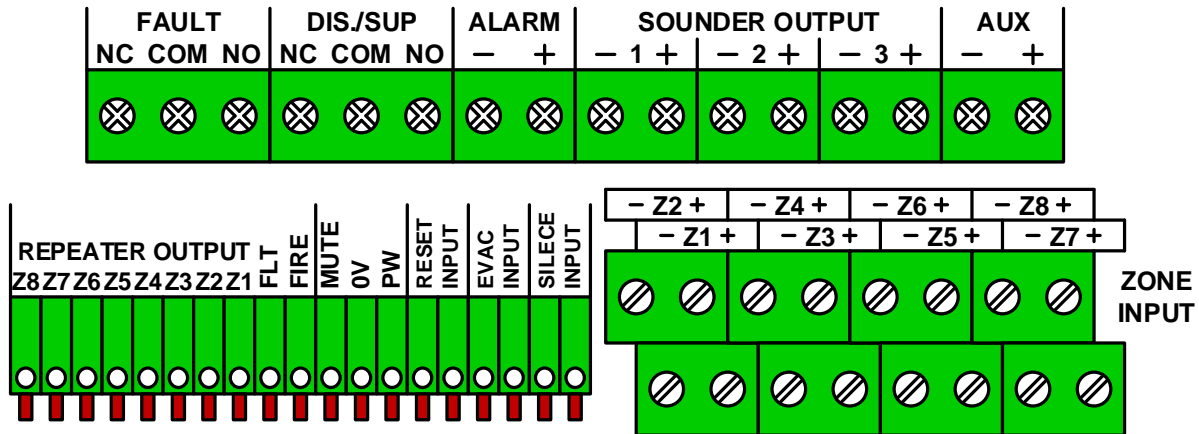 FAULT DIS./SUP ALARM SOUNDER OUTPUT AUX
NC COM NO NC COM NO − + − 1 + − 2 + − 3 + − +
− Z2 + − Z4 + − Z6 + − Z8 +
− Z1 + − Z3 + − Z5 + − Z7 +
ZONE
INPUT
REPEATER OUTPUT
Z8 Z7 Z6 Z5 Z4 Z3 Z2 Z1
FLT
FIRE
MUTE
0V
PW
RESET
INPUT
EVAC
INPUT
SILECE
INPUT